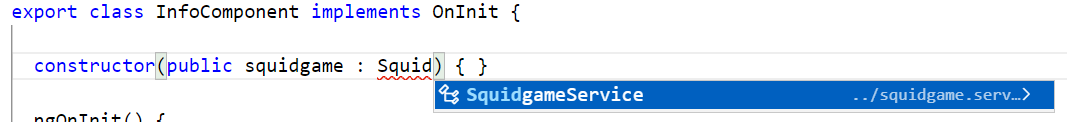 export class InfoComponent implements OnInit {
constructor(public squidgame : Squid) { }
SquidgameService ../squidgame.serv…
ngOnInit() {